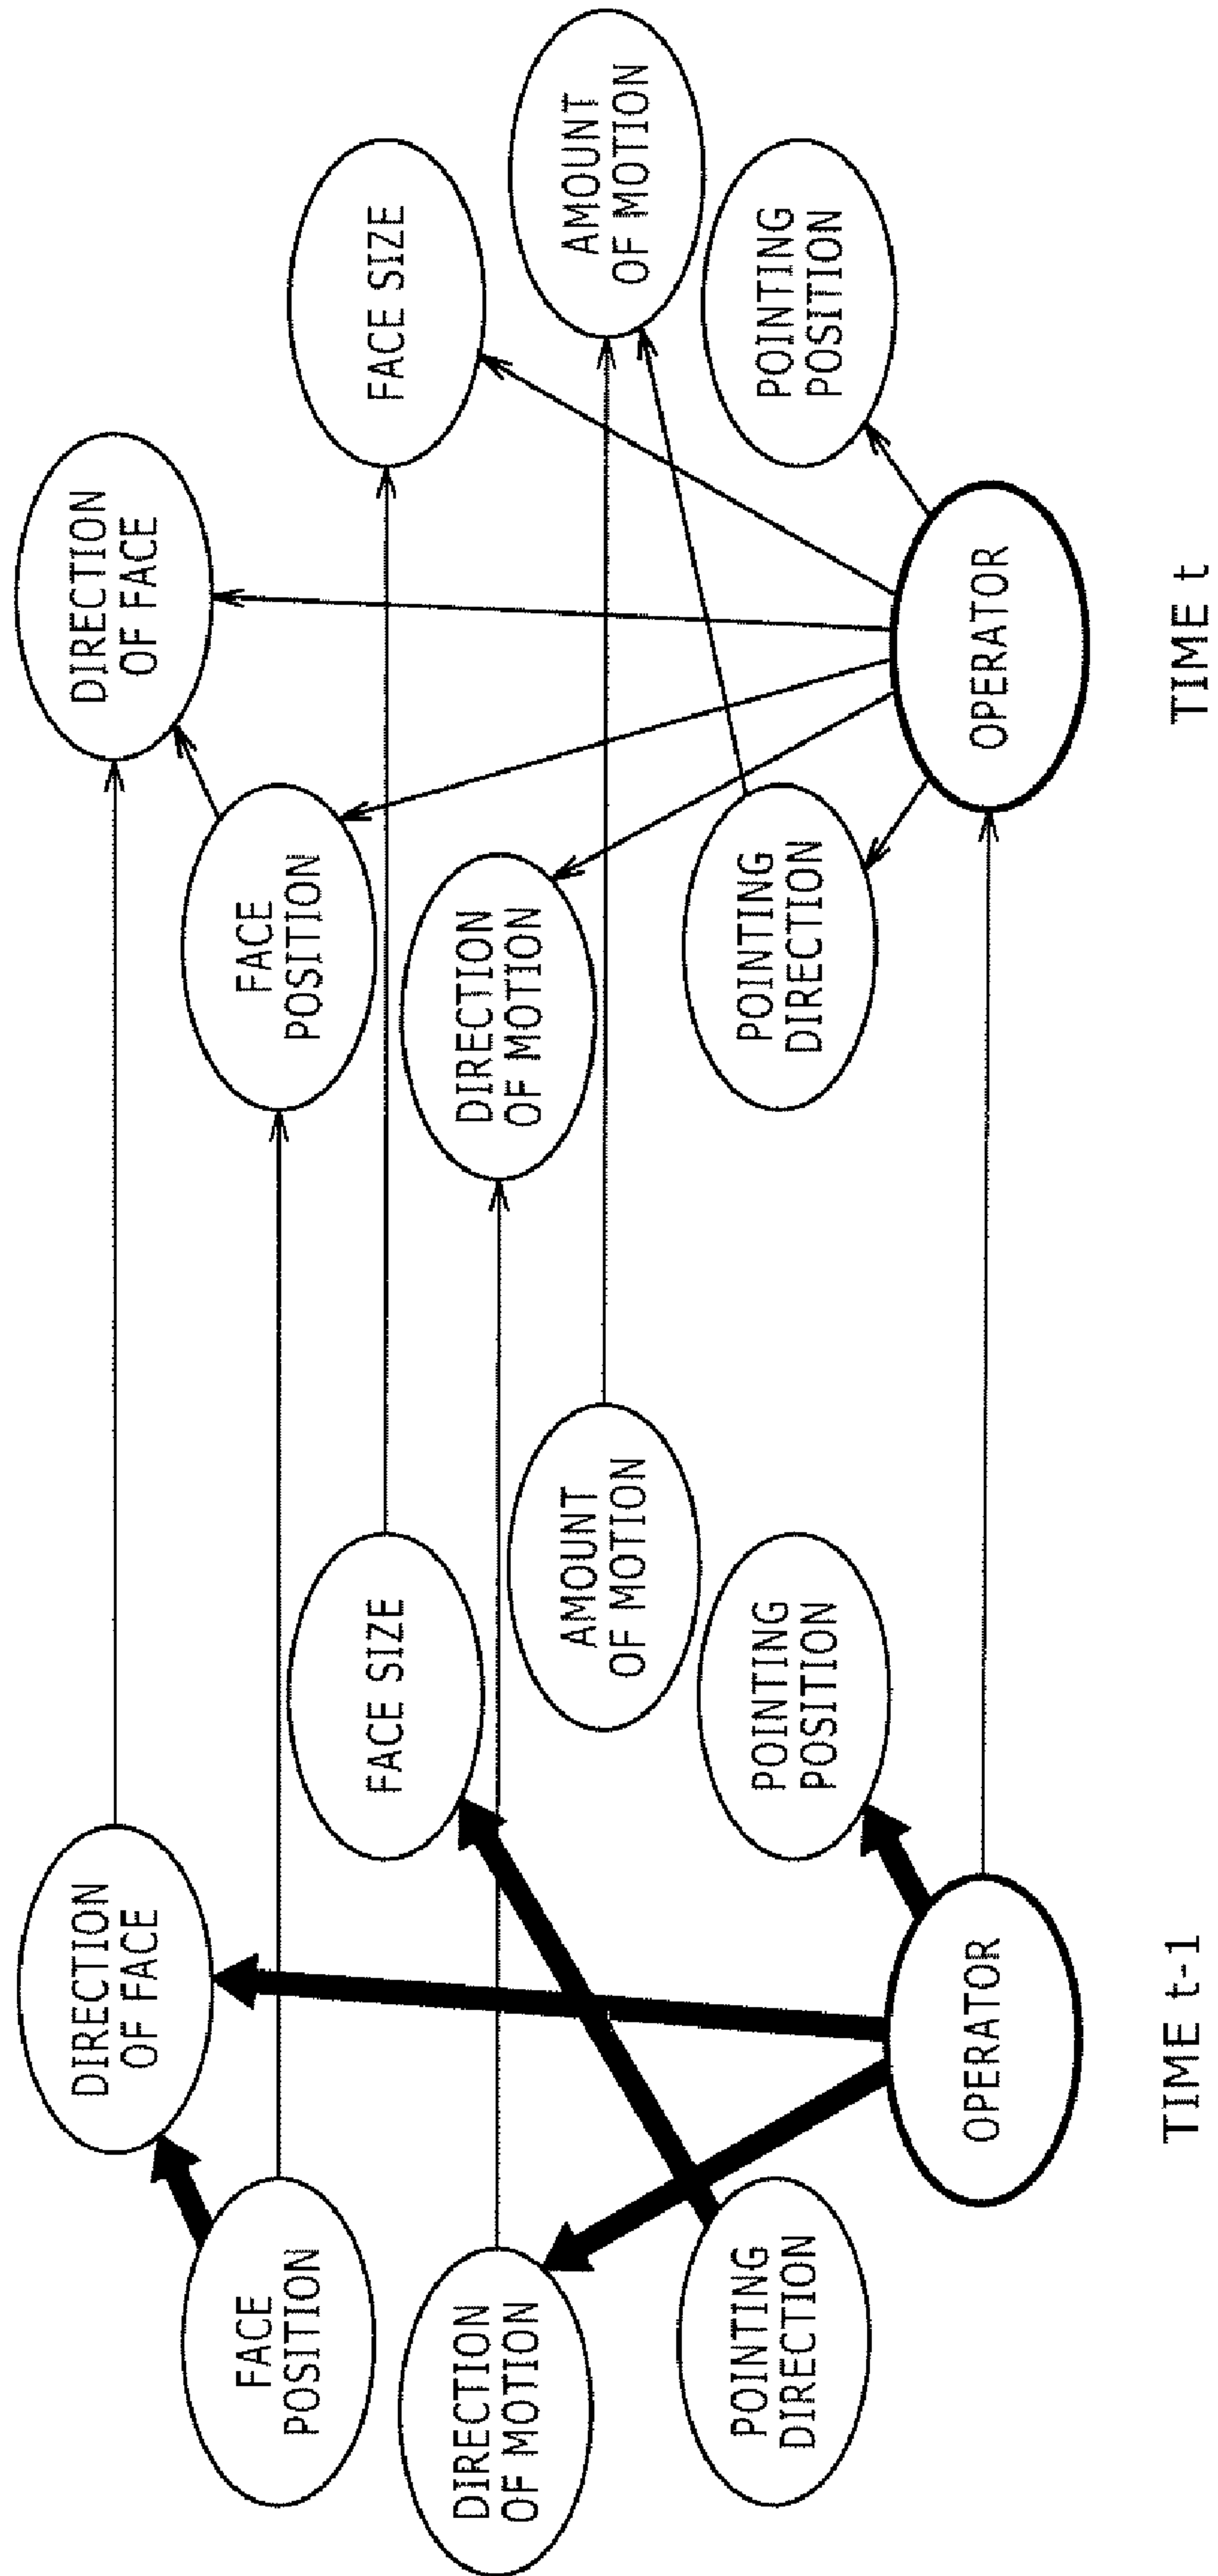 DIRECTION
OF FACE
FACE
POSITION
FACE SIZE
DIRECTION
OF MOTION
AMOUNT
OF MOTION
POINTING
DIRECTION
POINTING
POSITION
OPERATOR
TIME t-1
DIRECTION
OF FACE
FACE
POSITION
FACE SIZE
DIRECTION
OF MOTION
AMOUNT
OF MOTION
POINTING
DIRECTION
POINTING
POSITION
OPERATOR
TIME t